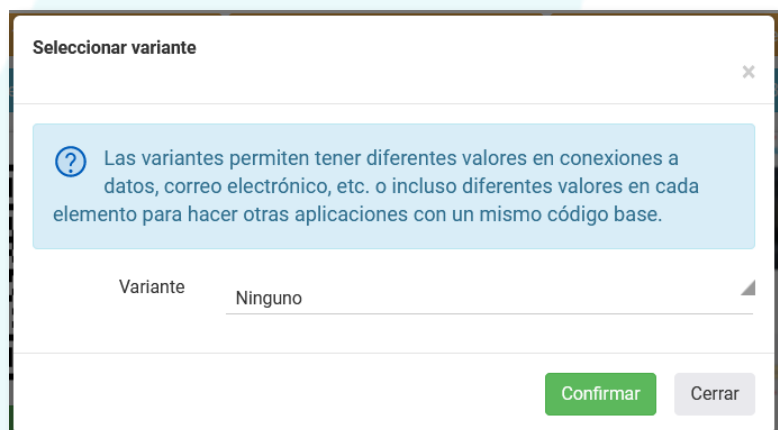 Seleccionar variante
×
Las variantes permiten tener diferentes valores en conexiones a
datos, correo electrónico, etc. o incluso diferentes valores en cada
elemento para hacer otras aplicaciones con un mismo código base.
Variante
Ninguno
Confirmar Cerrar